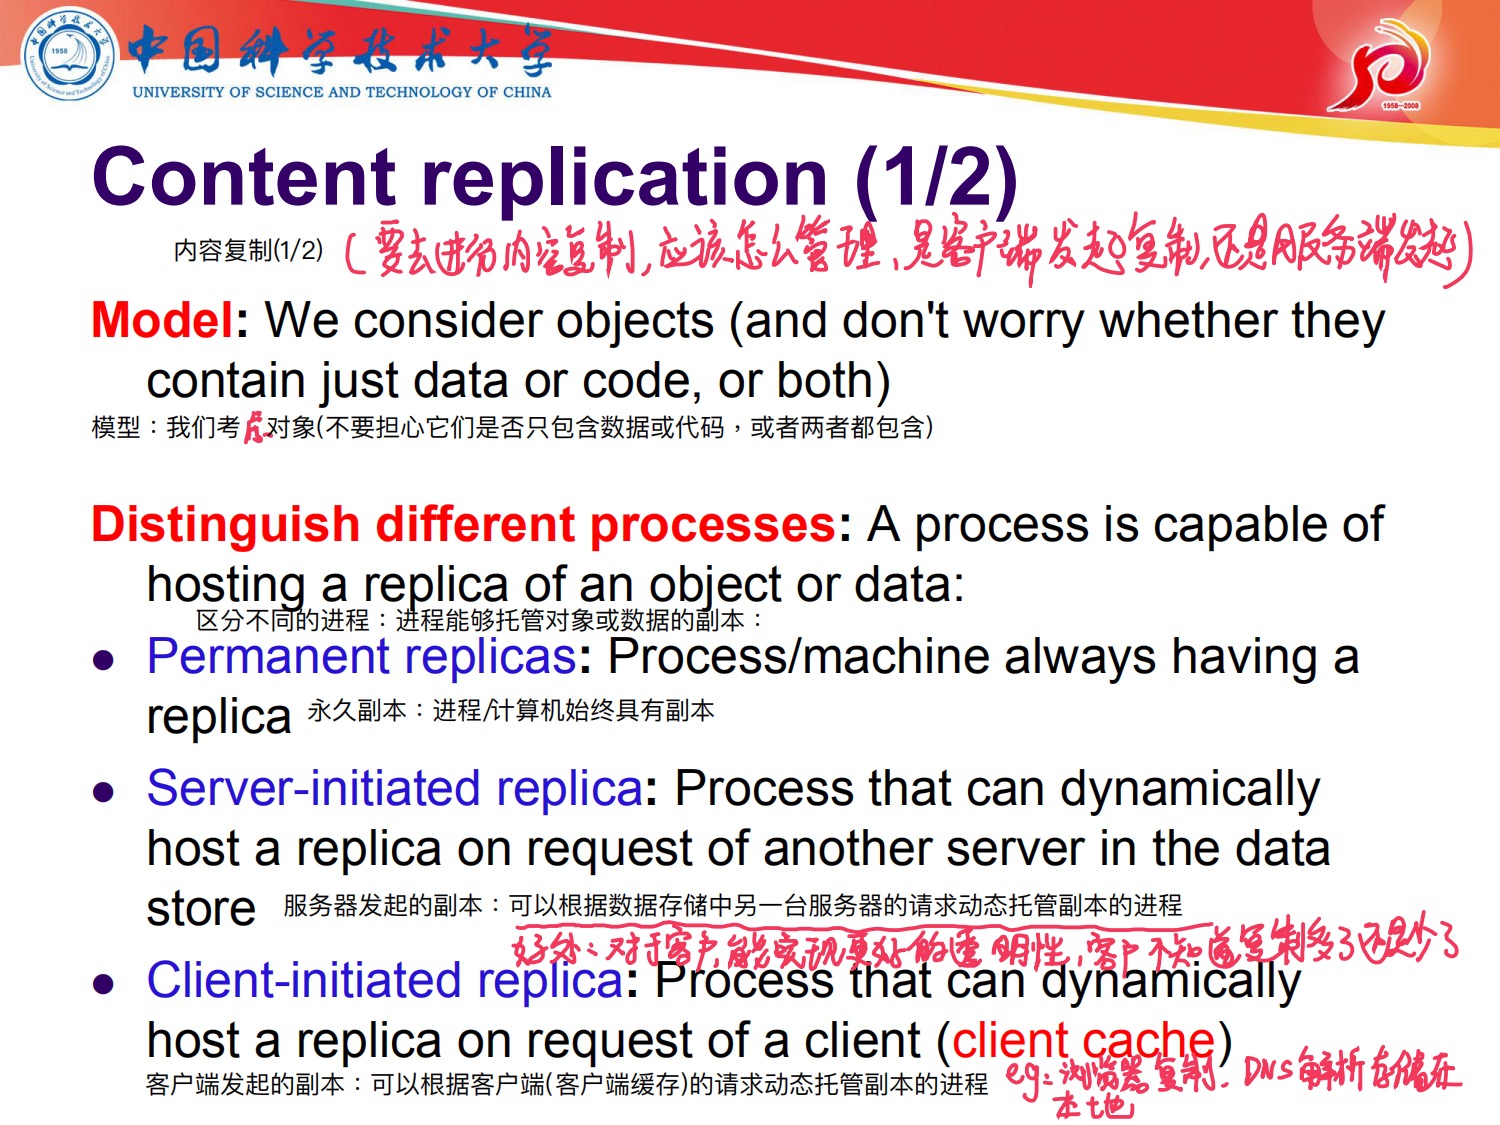 1958
中国科学技术大学
UNIVERSITY OF SCIENCE AND TECHNOLOGY OF CHINA
1958—2008
Content replication (1/2)
内容复制(1/2) (要去进行内容复制,应该怎么管理、是客户端发起复制,还是服务端发起)
Model: We consider objects (and don't worry whether they
contain just data or code, or both)
模型：我们考虑对象(不要担心它们是否只包含数据或代码，或者两者都包含)
Distinguish different processes: A process is capable of
hosting a replica of an object or data:
区分不同的进程：进程能够托管对象或数据的副本：
● Permanent replicas: Process/machine always having a
replica 永久副本：进程/计算机始终具有副本
● Server-initiated replica: Process that can dynamically
host a replica on request of another server in the data
store 服务器发起的副本：可以根据数据存储中另一台服务器的请求动态托管副本的进程
好处:对于客户,能实现更好的透明性,客户不知道复制多了还是少了
● Client-initiated replica: Process that can dynamically
host a replica on request of a client (client cache)
客户端发起的副本：可以根据客户端(客户端缓存)的请求动态托管副本的进程 eg:浏览器复制、DNS解析存储在
本地